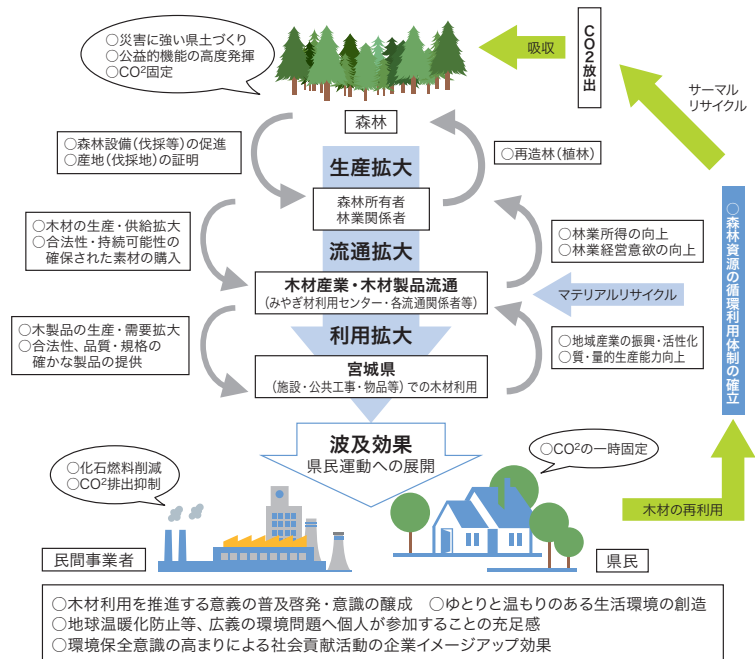 ○災害に強い県土づくり
○公益的機能の高度発揮
○CO²固定
吸収
CO2放出
サーマル
リサイクル
森林
○森林設備(伐採等)の促進
○産地(伐採地)の証明
生産拡大
○再造林(植林)
森林所有者
林業関係者
○木材の生産・供給拡大
○合法性・持続可能性の
確保された素材の購入
流通拡大
○林業所得の向上
○林業経営意欲の向上
木材産業・木材製品流通
(みやぎ材利用センター・各流通関係者等)
マテリアルリサイクル
○森林資源の循環利用体制の確立
○木製品の生産・需要拡大
○合法性、品質・規格の
確かな製品の提供
利用拡大
○地域産業の振興・活性化
○質・量的生産能力向上
宮城県
(施設・公共工事・物品等)での木材利用
波及効果
県民運動への展開
○化石燃料削減
○CO²排出抑制
○CO²の一時固定
木材の再利用
民間事業者
県民
○木材利用を推進する意義の普及啓発・意識の醸成 ○ゆとりと温もりのある生活環境の創造
○地球温暖化防止等、広義の環境問題へ個人が参加することの充足感
○環境保全意識の高まりによる社会貢献活動の企業イメージアップ効果